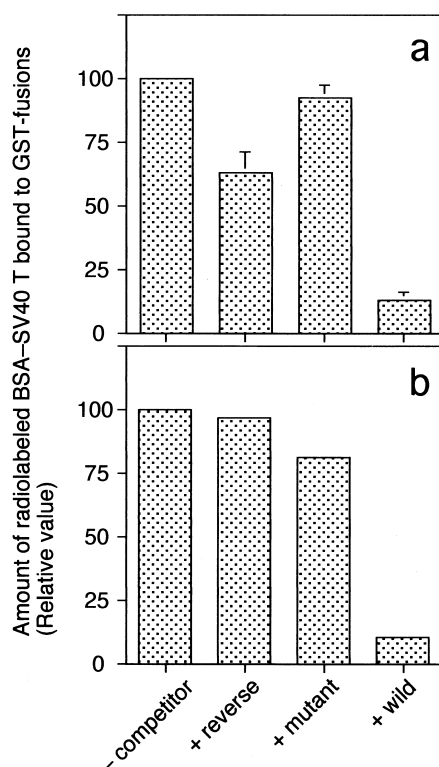 Amount of radiolabeled BSA–SV40 T bound to GST-fusions
(Relative value)
a
100
75
50
25
0
b
100
75
50
25
0
– competitor
+ reverse
+ mutant
+ wild